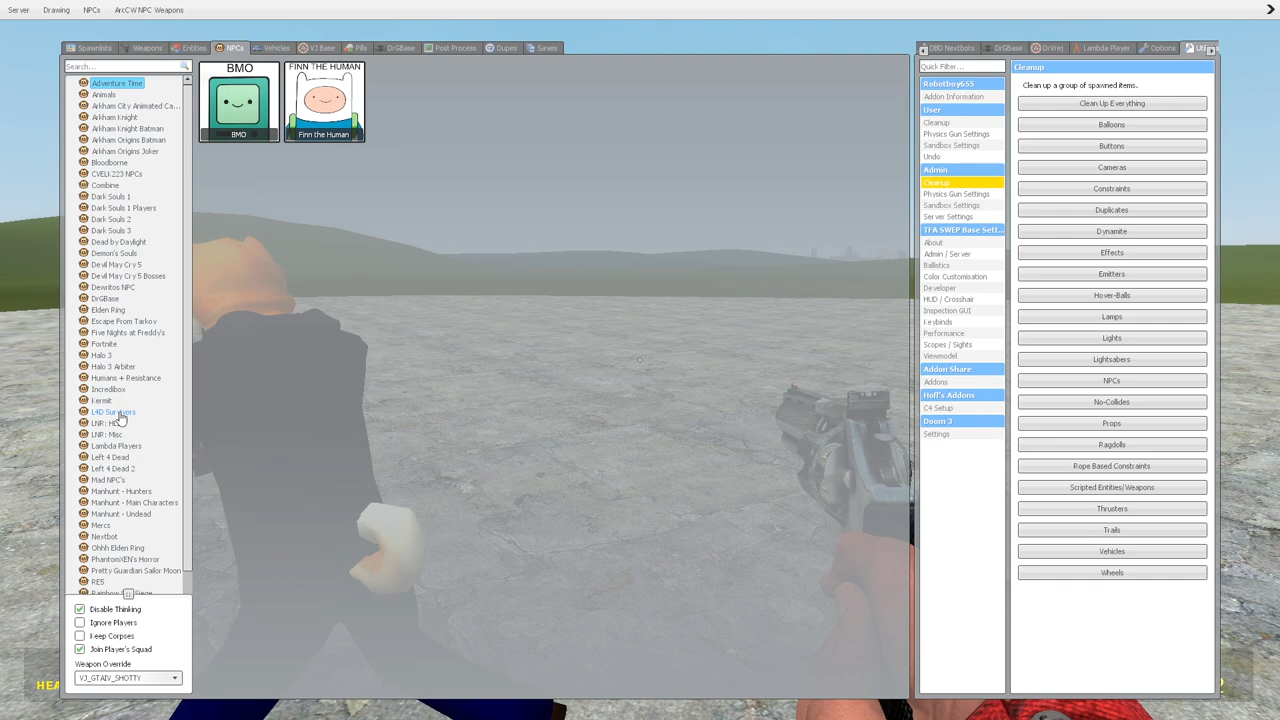 Server Drawing NPCs ArcCW NPC Weapons
Spawnlists Weapons Entities NPCs Vehicles VJ Base Pills DrGBase Post Process Dupes Saves
DBD Nextbots DrGBase DrVrej Lambda Player Options
Search...
Adventure Time
Animals
Arkham City Animated Ca...
Arkham Knight
Arkham Knight Batman
Arkham Origins Batman
Arkham Origins Joker
Bloodborne
CVELI-223 NPCs
Combine
Dark Souls 1
Dark Souls 1 Players
Dark Souls 2
Dark Souls 3
Dead by Daylight
Demon's Souls
Devil May Cry 5
Devil May Cry 5 Bosses
Dewritos NPC
DrGBase
Elden Ring
Escape From Tarkov
Five Nights at Freddy's
Fortnite
Halo 3
Halo 3 Arbiter
Humans + Resistance
Incredibox
Kermit
L4D Survivors
LNR:
LNR: Misc
Lambda Players
Left 4 Dead
Left 4 Dead 2
Mad NPC's
Manhunt - Hunters
Manhunt - Main Characters
Manhunt - Undead
Mercs
Nextbot
Ohhh Elden Ring
PhantomXEN's Horror
Pretty Guardian Sailor Moon
RE5
Disable Thinking
Ignore Players
Keep Corpses
Join Player's Squad
Weapon Override
VJ_GTAIV_SHOTTY
BMO
BMO
FINN THE HUMAN
Finn the Human
Quick Filter...
Robotboy655
Addon Information
User
Cleanup
Physics Gun Settings
Sandbox Settings
Undo
Admin
Cleanup
Physics Gun Settings
Sandbox Settings
Server Settings
TFA SWEP Base Sett...
About
Admin / Server
Ballistics
Color Customisation
Developer
HUD / Crosshair
Inspection GUI
Keybinds
Performance
Scopes / Sights
Viewmodel
Addon Share
Addons
Hoff's Addons
C4 Setup
Doom 3
Settings
Cleanup
Clean up a group of spawned items.
Clean Up Everything
Balloons
Buttons
Cameras
Constraints
Duplicates
Dynamite
Effects
Emitters
Hover-Balls
Lamps
Lights
Lightsabers
NPCs
No-Collides
Props
Ragdolls
Rope Based Constraints
Scripted Entities/Weapons
Thrusters
Trails
Vehicles
Wheels